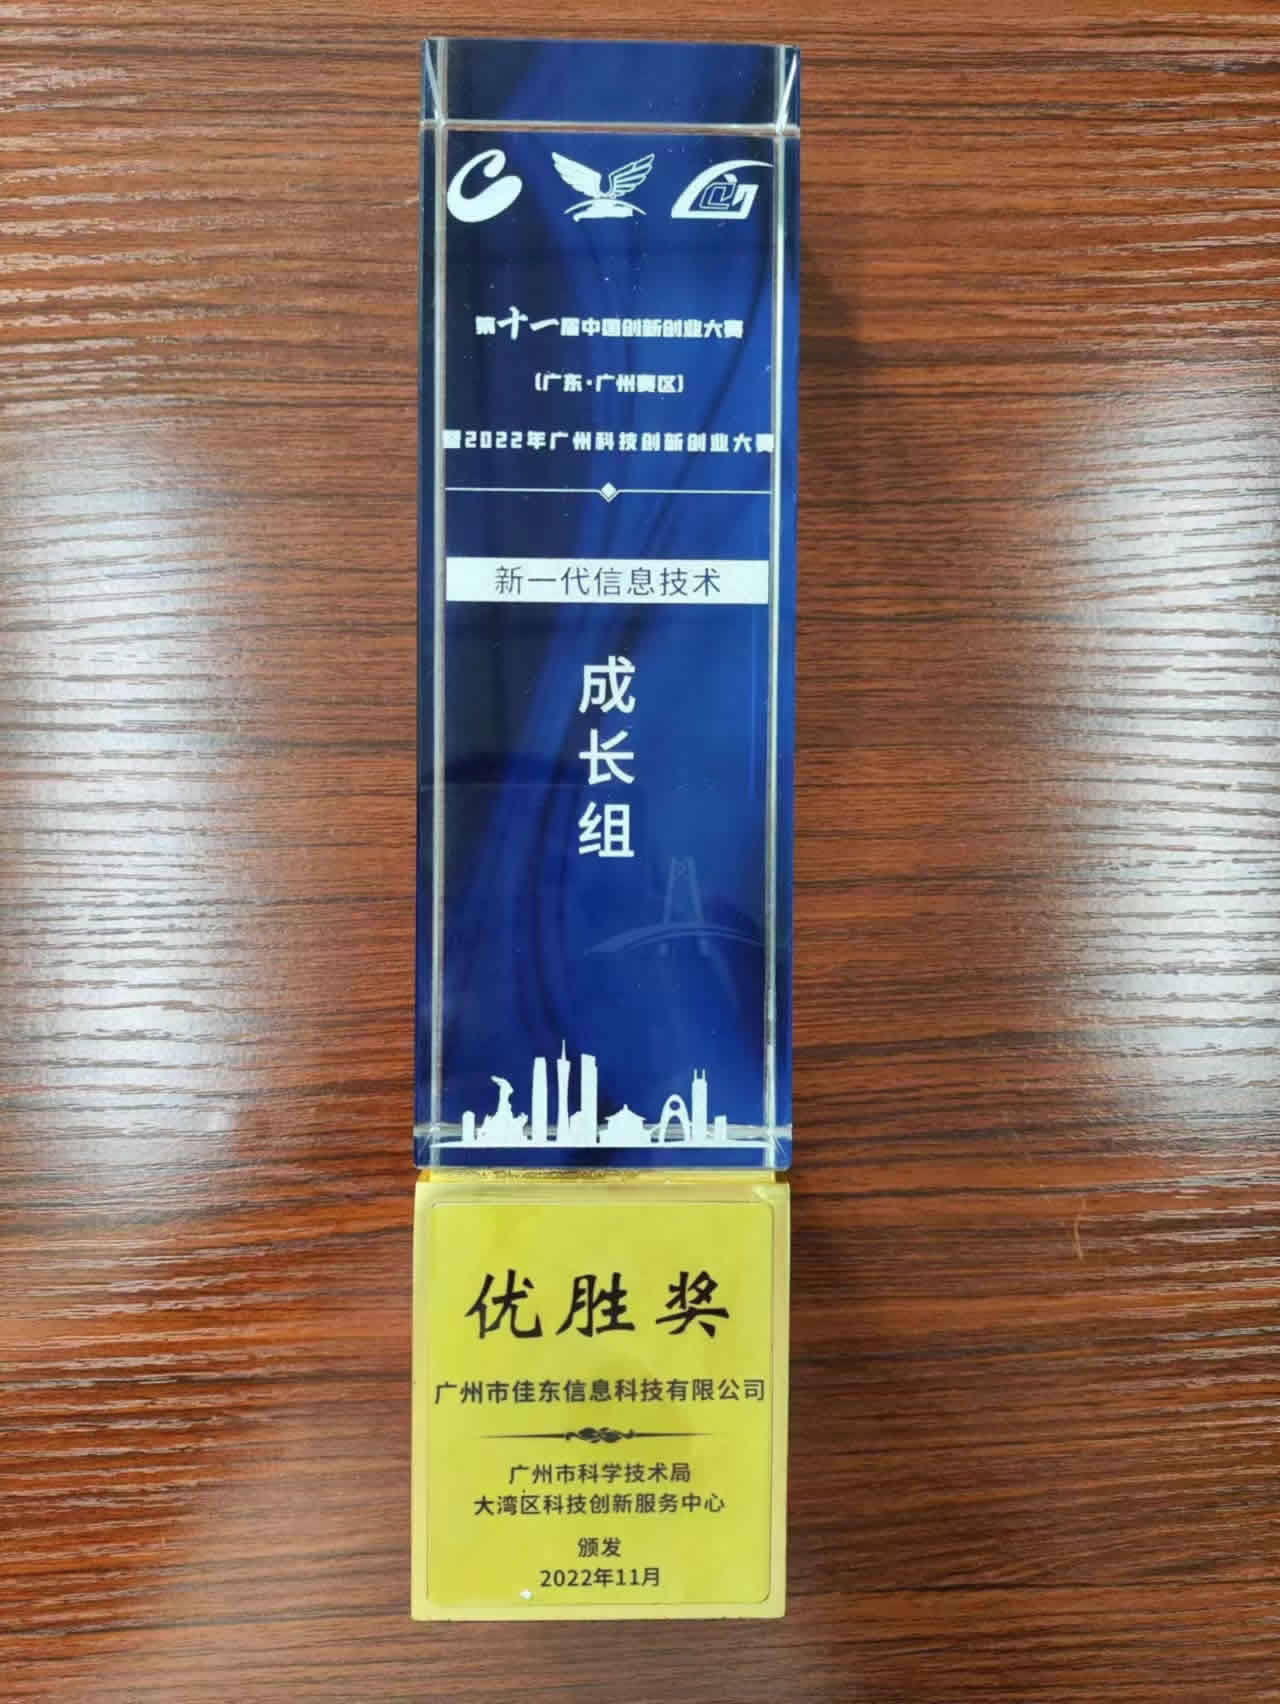 第十一届中国创新创业大赛
(广东·广州赛区)
暨2022年广州科技创新创业大赛
新一代信息技术
成
长
组
优胜奖
广州市佳东信息科技有限公司
广州市科学技术局
大湾区科技创新服务中心
颁发
2022年11月